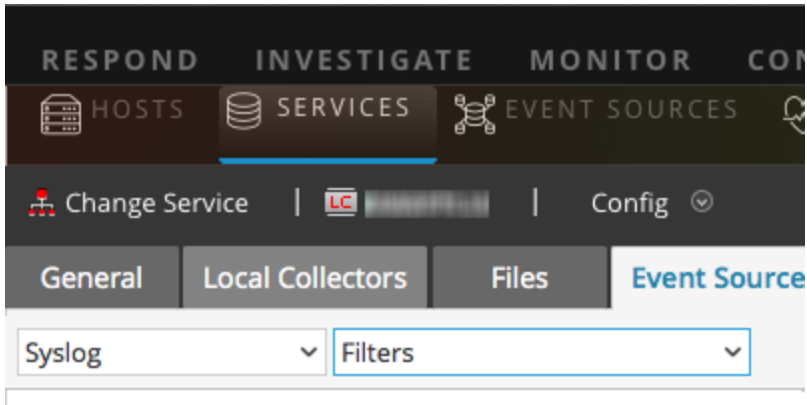 RESPOND INVESTIGATE MONITOR CON
HOSTS SERVICES EVENT SOURCES
Change Service | LC | Config
General Local Collectors Files Event Source
Syslog Filters